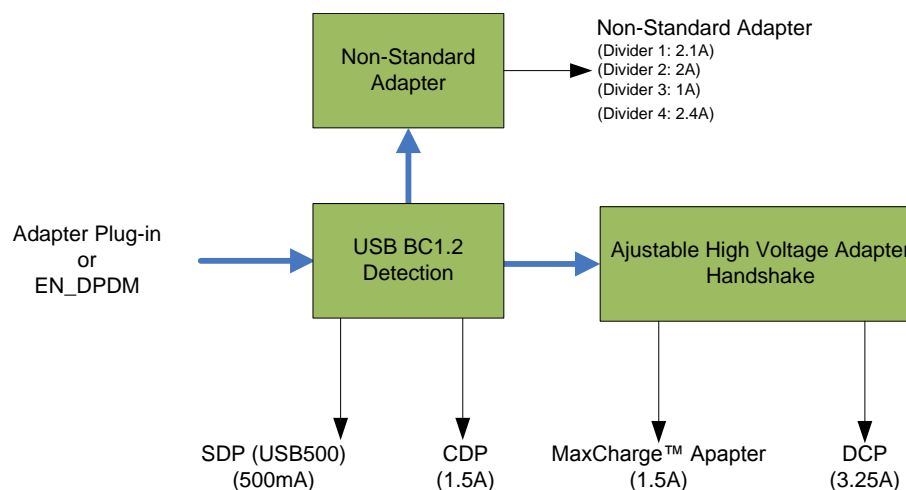 Non-Standard
Adapter
Non-Standard Adapter
(Divider 1: 2.1A)
(Divider 2: 2A)
(Divider 3: 1A)
(Divider 4: 2.4A)
Adapter Plug-in
or
EN_DPDM
USB BC1.2
Detection
Ajustable High Voltage Adapter
Handshake
SDP (USB500)
(500mA)
CDP
(1.5A)
MaxCharge™ Apapter
(1.5A)
DCP
(3.25A)